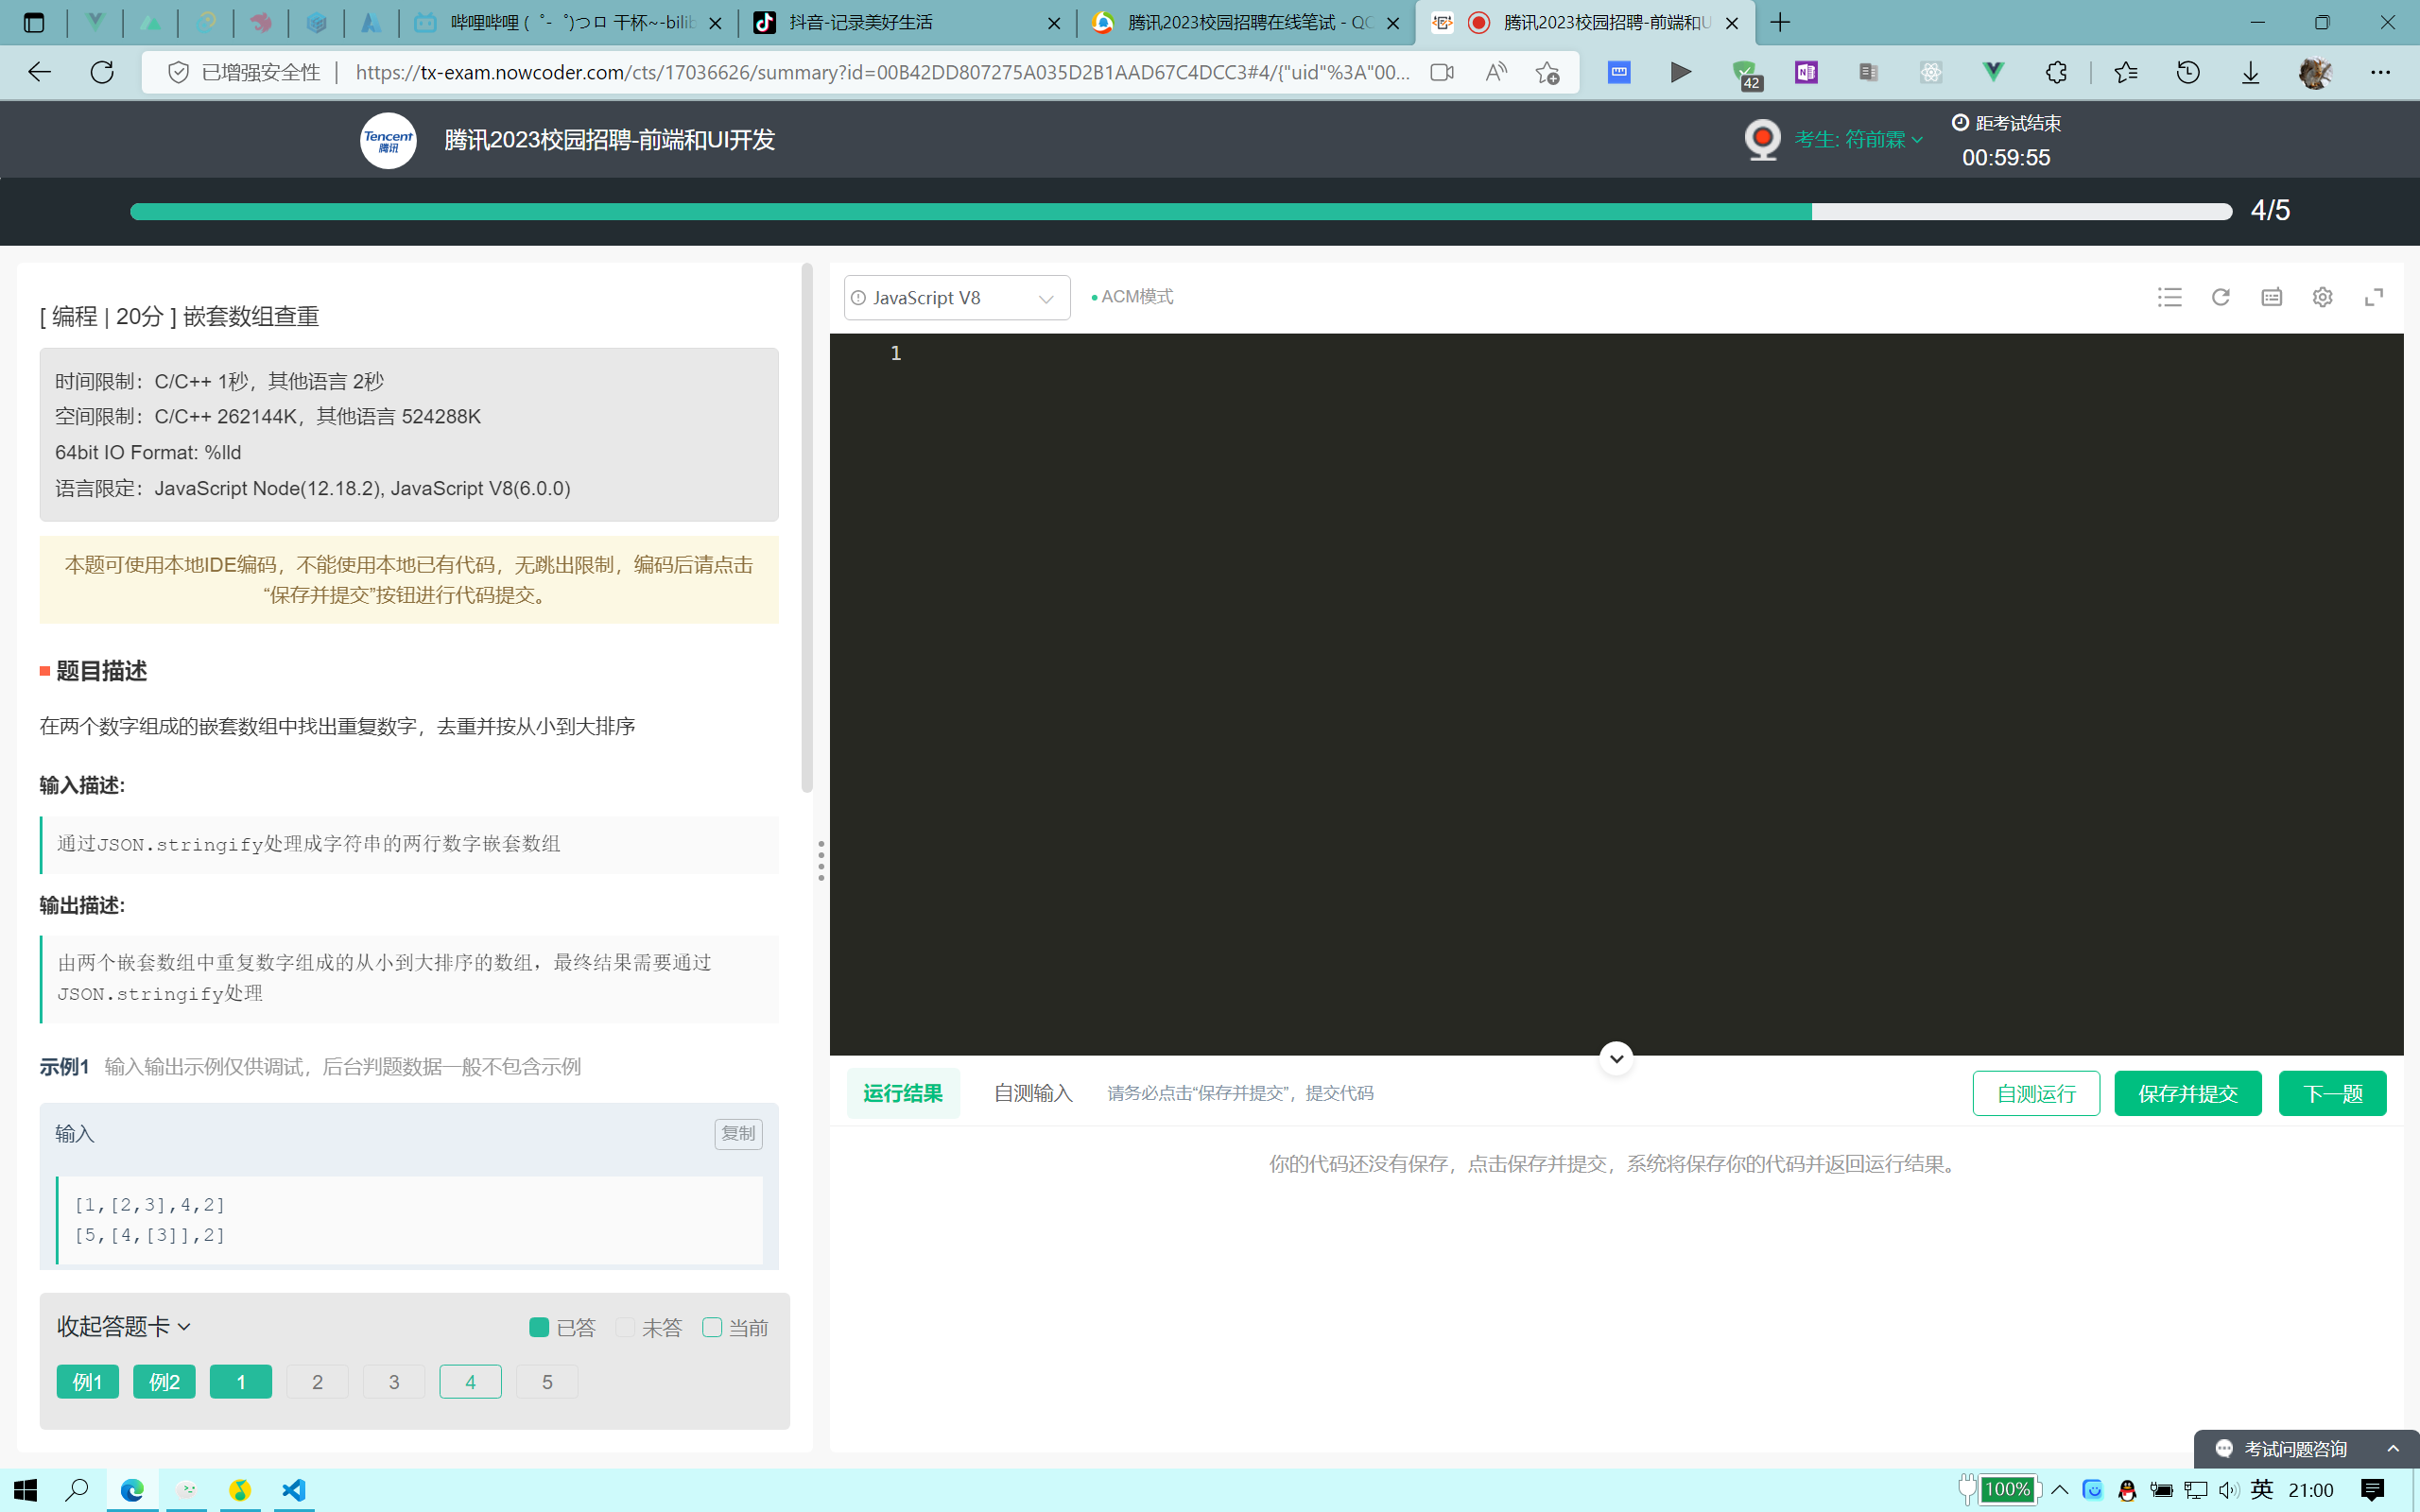 哔哩哔哩 (゜-゜)つロ 干杯~-bilib
抖音-记录美好生活
腾讯2023校园招聘在线笔试 - QQ
腾讯2023校园招聘-前端和U
已增强安全性
https://tx-exam.nowcoder.com/cts/17036626/summary?id=00B42DD807275A035D2B1AAD67C4DCC3#4/{"uid"%3A"00...
42
Tencent
腾讯
腾讯2023校园招聘-前端和UI开发
考生: 符前霖
距考试结束
00:59:55
4/5
[ 编程 | 20分 ] 嵌套数组查重
时间限制：C/C++ 1秒，其他语言 2秒
空间限制：C/C++ 262144K，其他语言 524288K
64bit IO Format: %lld
语言限定：JavaScript Node(12.18.2), JavaScript V8(6.0.0)
本题可使用本地IDE编码，不能使用本地已有代码，无跳出限制，编码后请点击
“保存并提交”按钮进行代码提交。
题目描述
在两个数字组成的嵌套数组中找出重复数字，去重并按从小到大排序
输入描述:
通过JSON.stringify处理成字符串的两行数字嵌套数组
输出描述:
由两个嵌套数组中重复数字组成的从小到大排序的数组，最终结果需要通过
JSON.stringify处理
示例1 输入输出示例仅供调试，后台判题数据一般不包含示例
输入
复制
[1,[2,3],4,2]
[5,[4,[3]],2]
收起答题卡
已答 未答 当前
例1 例2 1 2 3 4 5
JavaScript V8
ACM模式
1
运行结果 自测输入 请务必点击“保存并提交”，提交代码
自测运行 保存并提交 下一题
你的代码还没有保存，点击保存并提交，系统将保存你的代码并返回运行结果。
考试问题咨询
100%
英
21:00